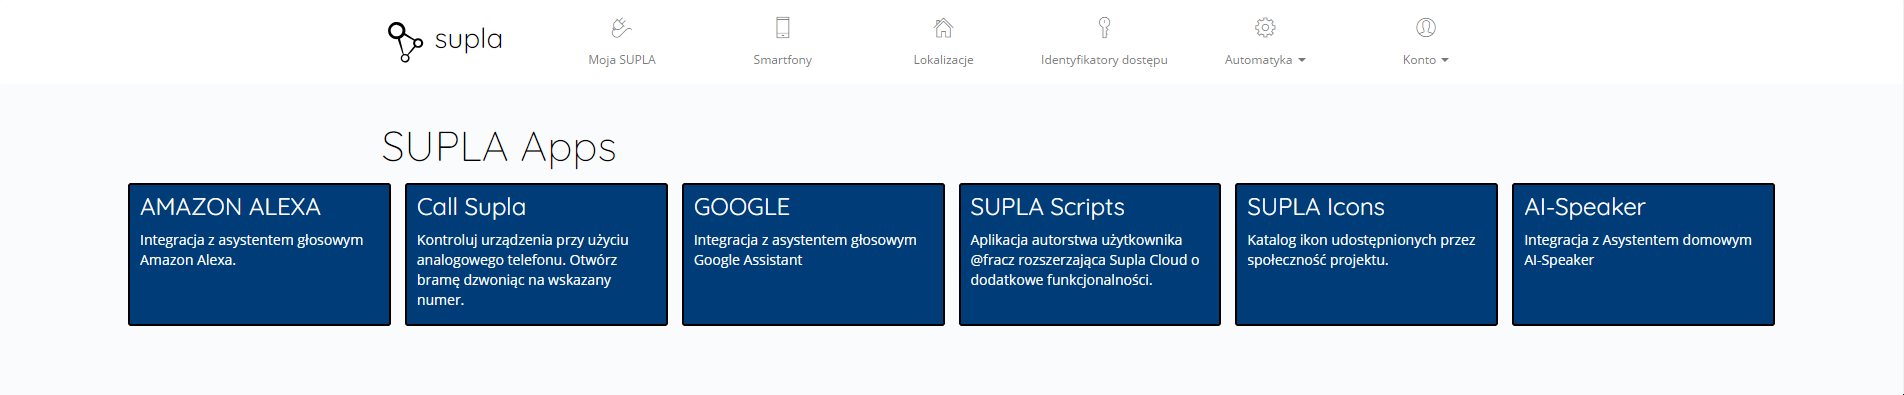 supla
Moja SUPLA
Smartfony
Lokalizacje
Identyfikatory dostępu
Automatyka
Konto
SUPLA Apps
AMAZON ALEXA
Integracja z asystentem głosowym
Amazon Alexa.
Call Supla
Kontroluj urządzenia przy użyciu
analogowego telefonu. Otwórz
bramę dzwoniąc na wskazany
numer.
GOOGLE
Integracja z asystentem głosowym
Google Assistant
SUPLA Scripts
Aplikacja autorstwa użytkownika
@fracz rozszerzająca Supla Cloud o
dodatkowe funkcjonalności.
SUPLA Icons
Katalog ikon udostępnionych przez
społeczność projektu.
AI-Speaker
Integracja z Asystentem domowym
AI-Speaker